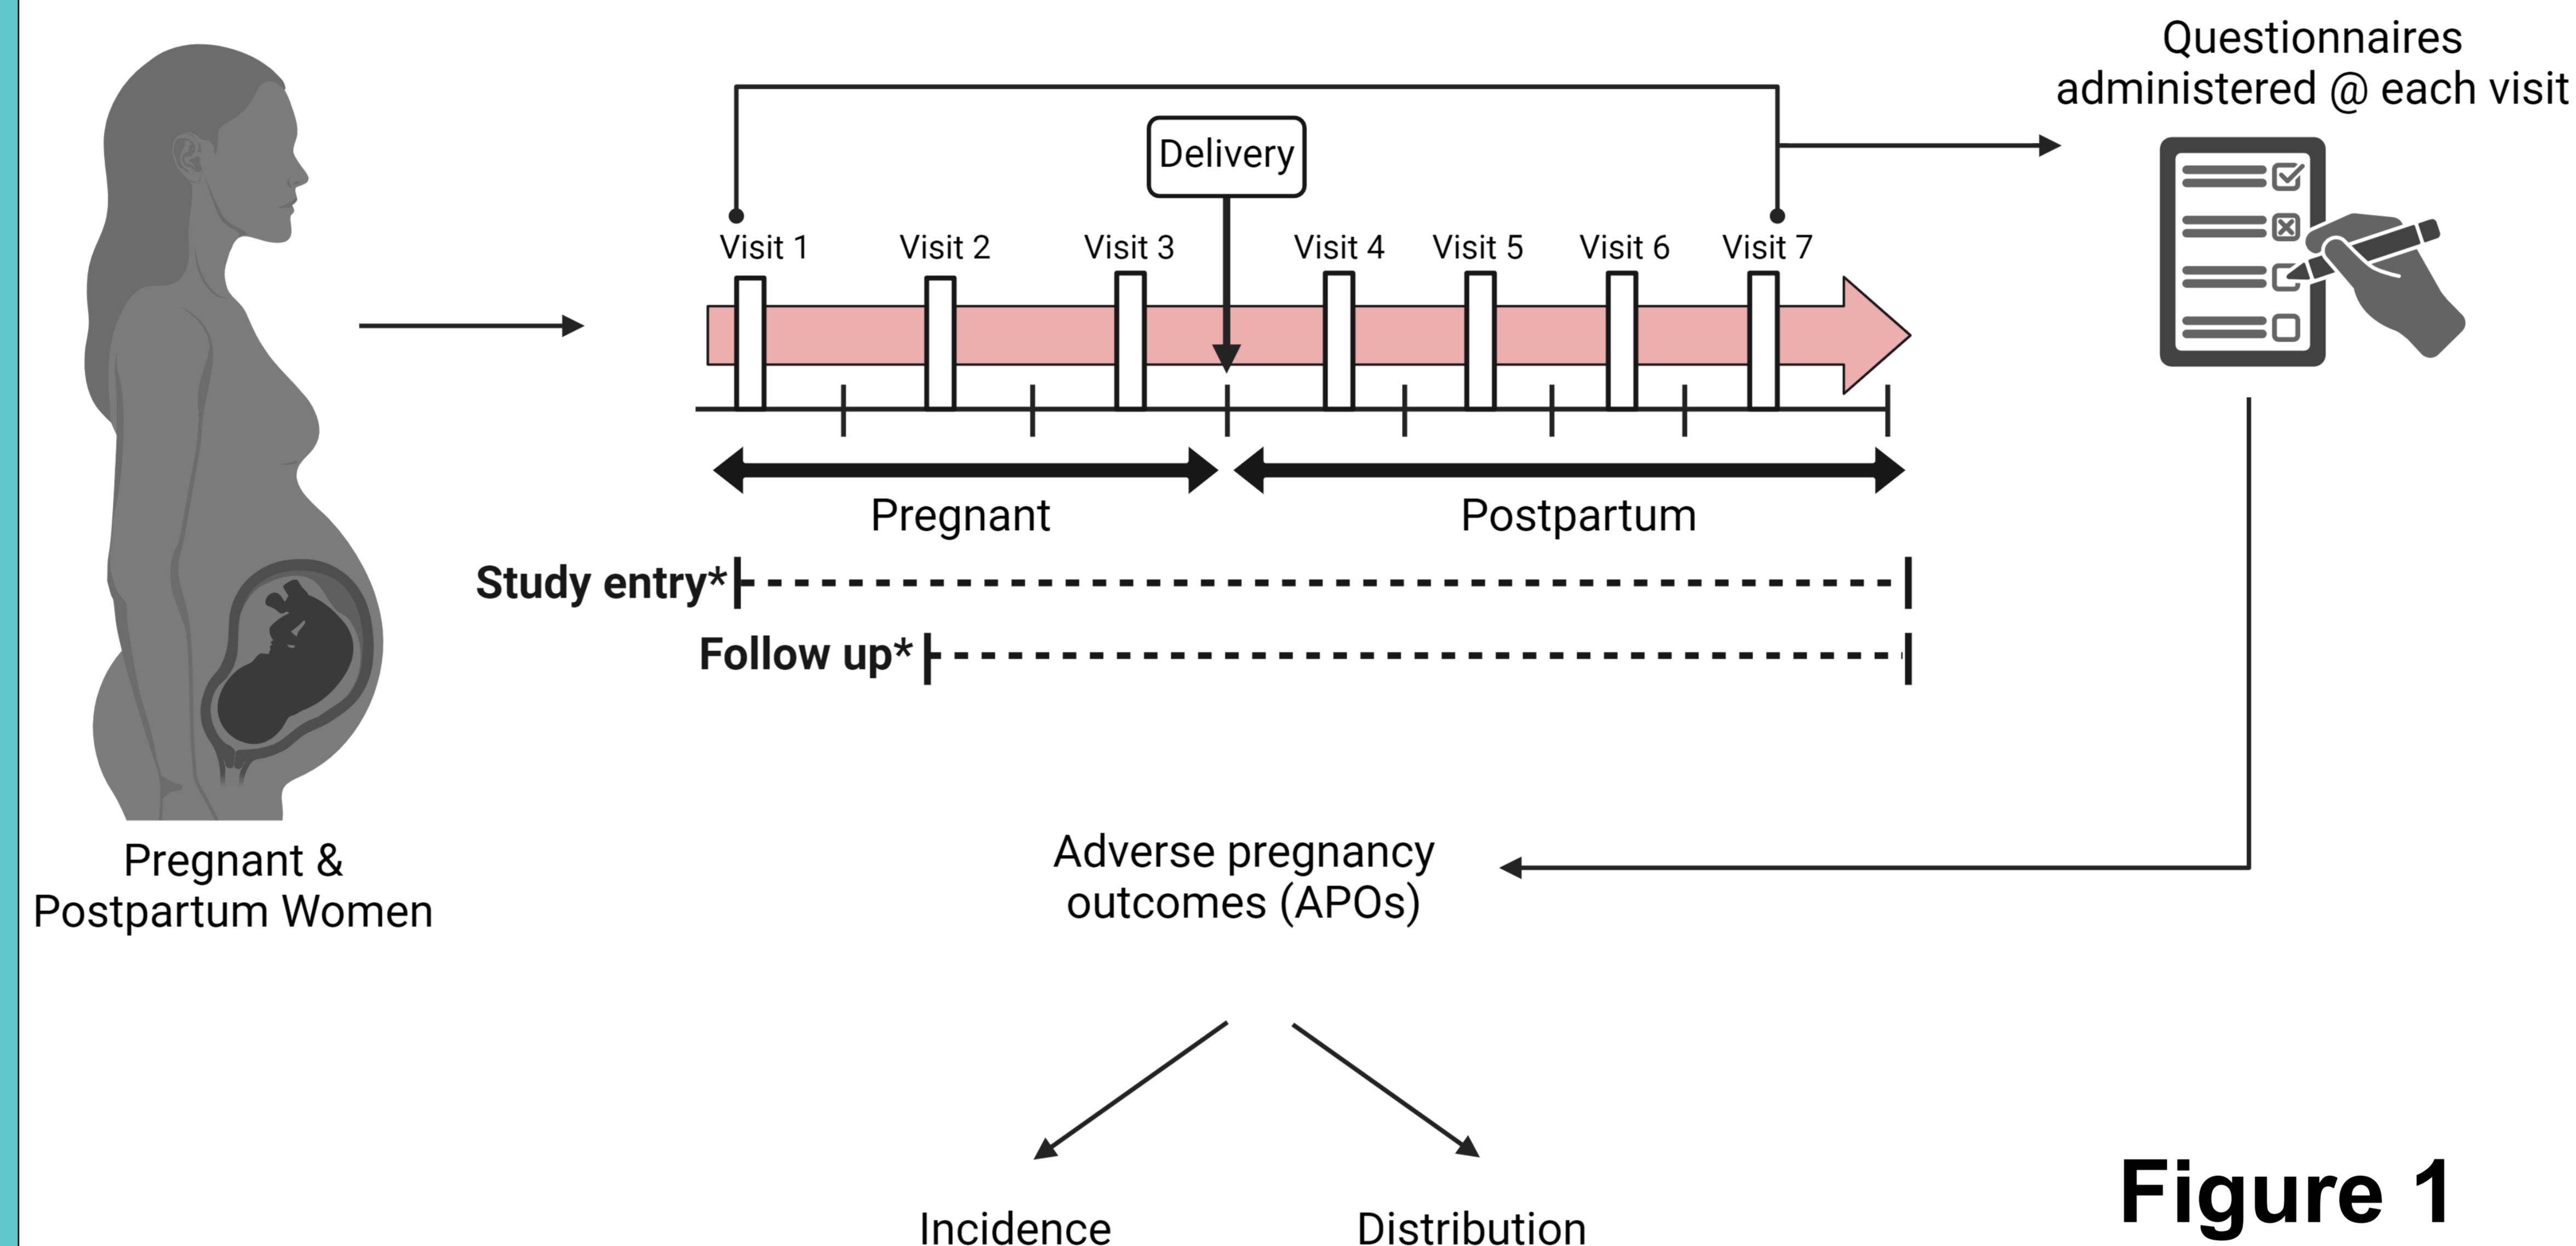 Questionnaires
administered @ each visit
Delivery
Visit 1
Visit 2
Visit 3
Visit 4
Visit 5
Visit 6
Visit 7
Pregnant
Postpartum
Study entry*
Follow up*
Pregnant &
Postpartum Women
Adverse pregnancy
outcomes (APOs)
Incidence
Distribution
Figure 1